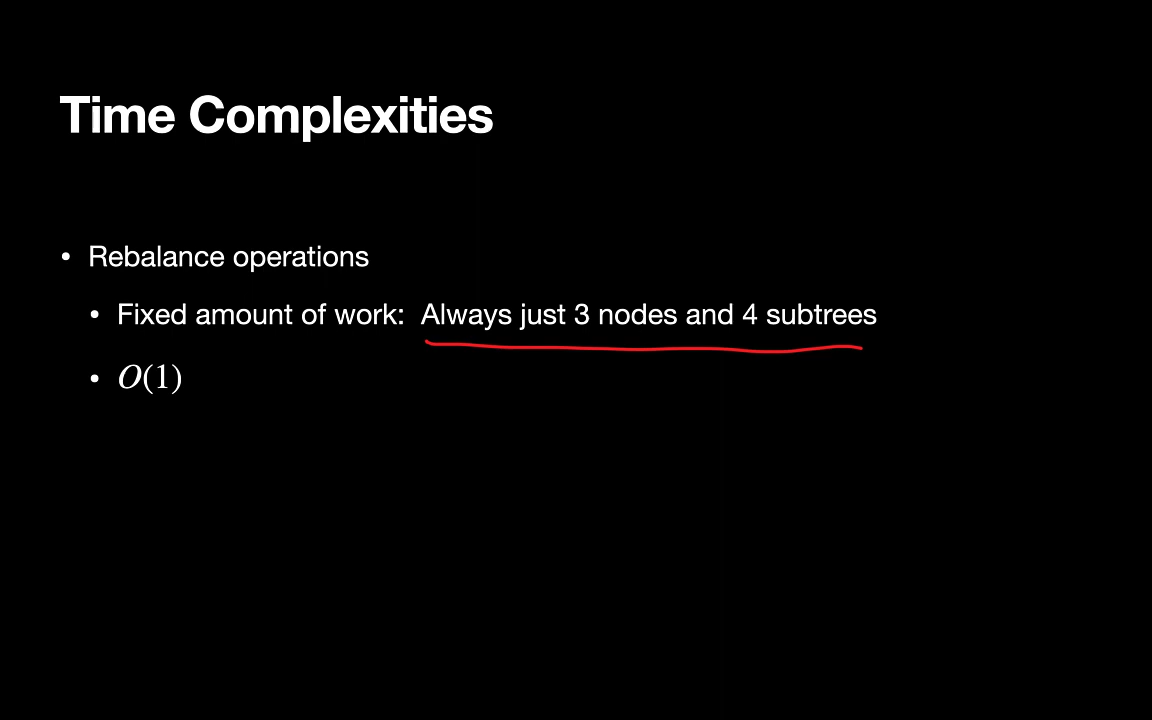 Time Complexities
• Rebalance operations
• Fixed amount of work: Always just 3 nodes and 4 subtrees
• O(1)